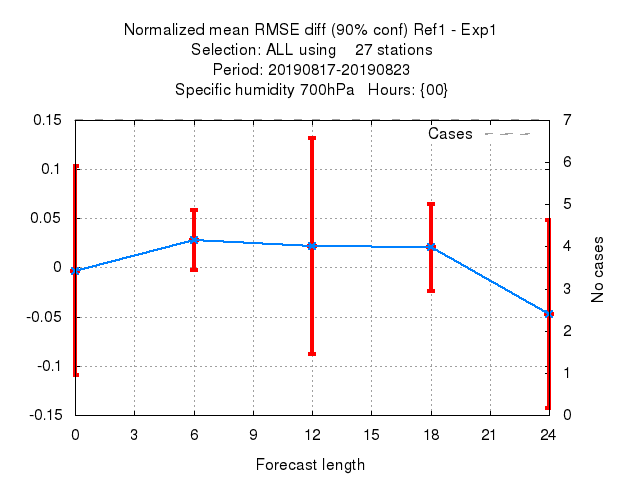 Normalized mean RMSE diff (90% conf) Ref1 - Exp1
Selection: ALL using 27 stations
Period: 20190817-20190823
Specific humidity 700hPa Hours: {00}
0.15 7
Cases
0.1 6
0.05 5
0 4
-0.05 3
-0.1 2
1
-0.15 0
No cases
0 3 6 9 12 15 18 21 24
Forecast length